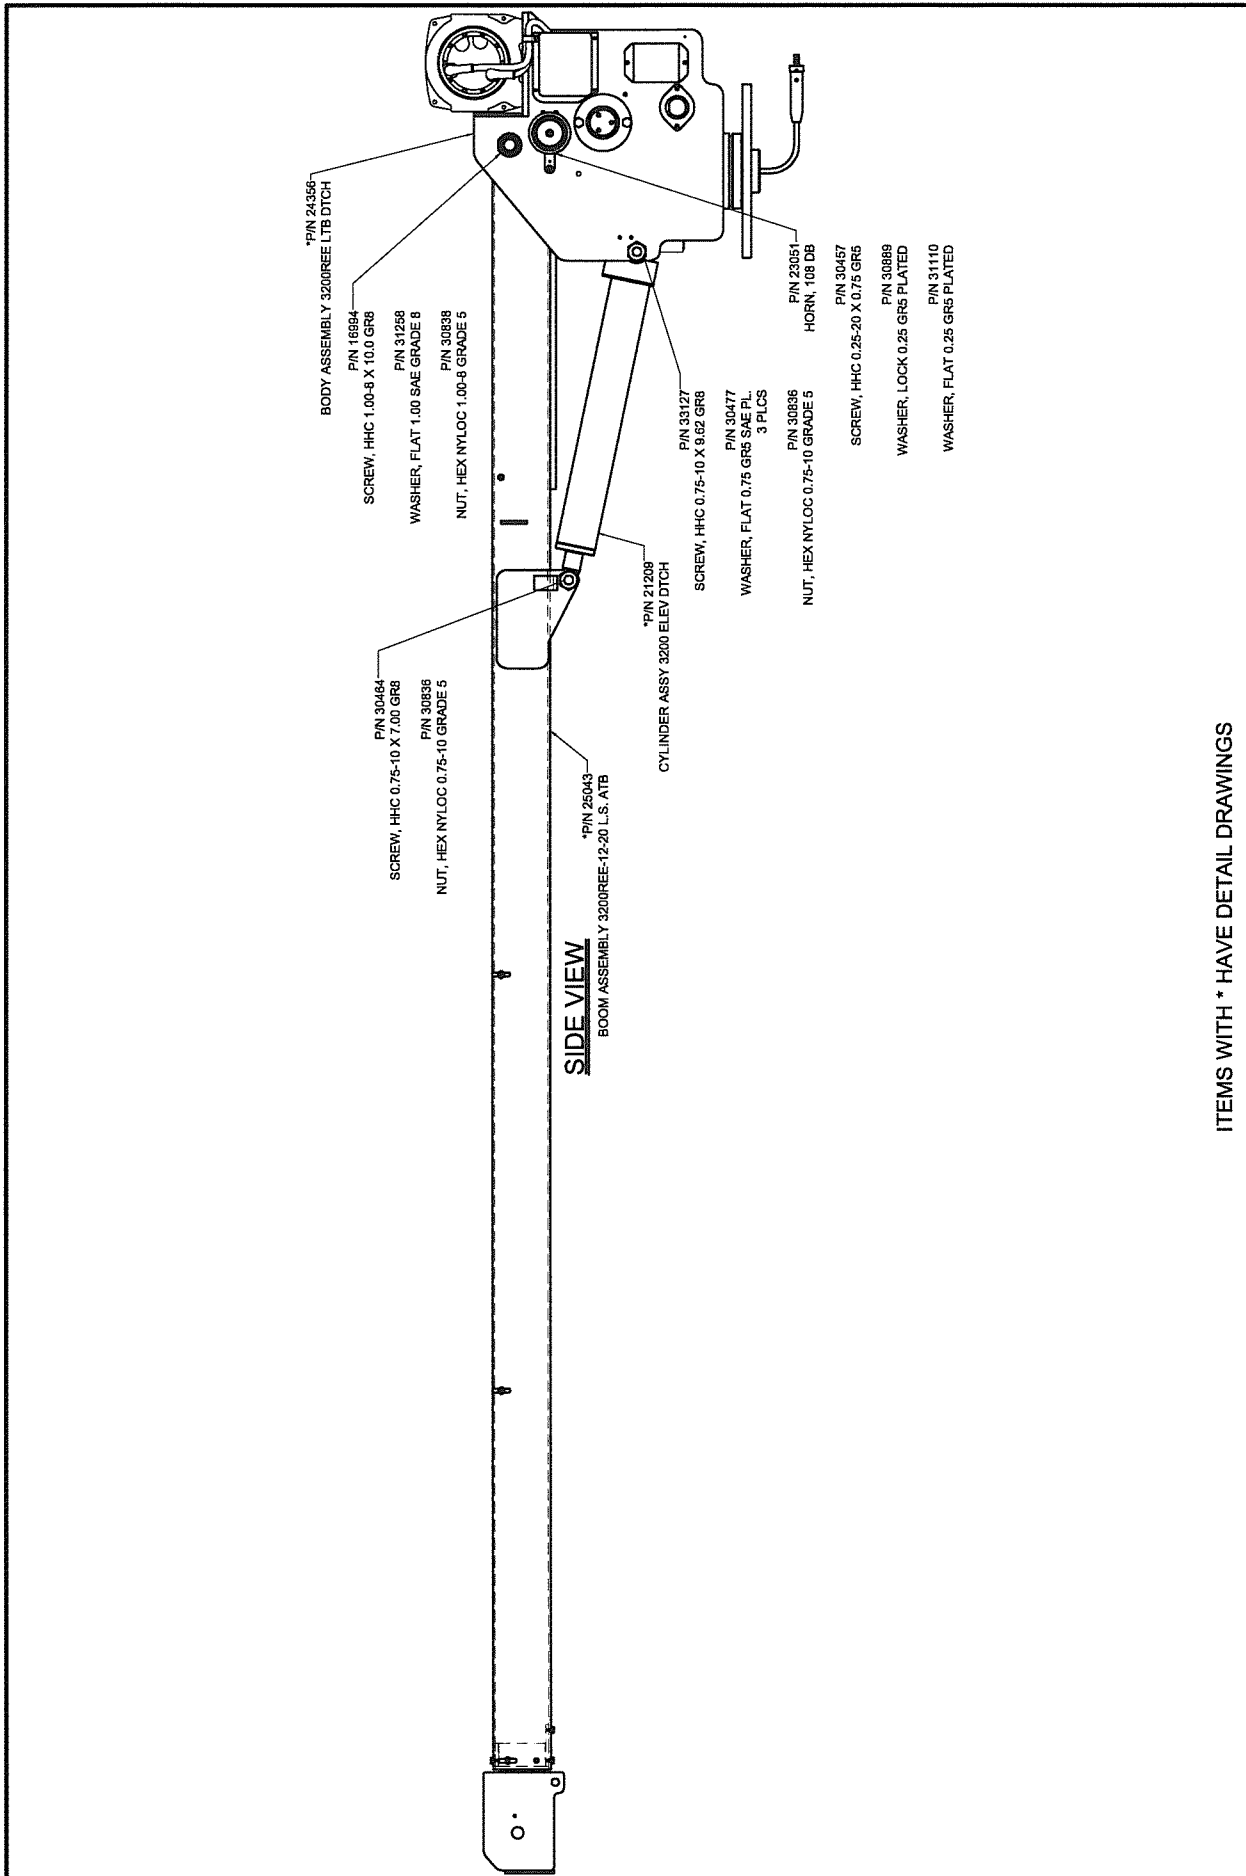 *P/N 24356
BODY ASSEMBLY 3200REE LTB DTCH
P/N 16994
SCREW, HHC 1.00-8 X 10.0 GR8
P/N 31258
WASHER, FLAT 1.00 SAE GRADE 8
P/N 30838
NUT, HEX NYLOC 1.00-8 GRADE 5
P/N 30464
SCREW, HHC 0.75-10 X 7.00 GR8
P/N 30836
NUT, HEX NYLOC 0.75-10 GRADE 5
SIDE VIEW
*P/N 25043
BOOM ASSEMBLY 3200REE-12-20 L.S. ATB
*P/N 21209
CYLINDER ASSY 3200 ELEV DTCH
P/N 33127
SCREW, HHC 0.75-10 X 9.62 GR8
P/N 30477
WASHER, FLAT 0.75 GR5 SAE PL.
3 PLCS
P/N 30836
NUT, HEX NYLOC 0.75-10 GRADE 5
P/N 23051
HORN, 108 DB
P/N 30457
SCREW, HHC 0.25-20 X 0.75 GR5
P/N 30889
WASHER, LOCK 0.25 GR5 PLATED
P/N 31110
WASHER, FLAT 0.25 GR5 PLATED
ITEMS WITH * HAVE DETAIL DRAWINGS